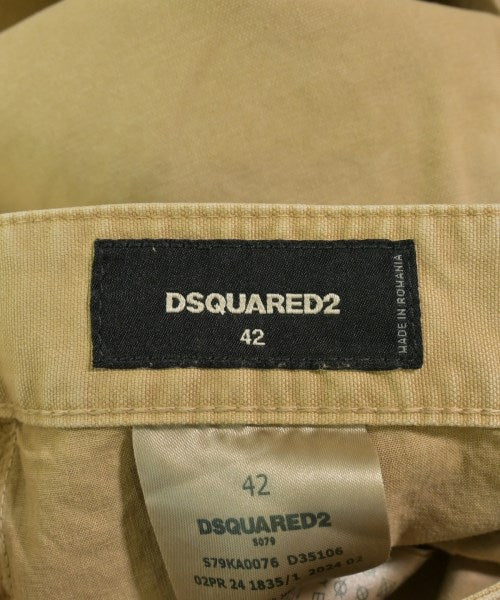 DSQUARED2
42
MADE IN ROMANIA
42
DSQUARED2
S079
S79KA0076 D35106
02PR 24 1835/1 2024 02